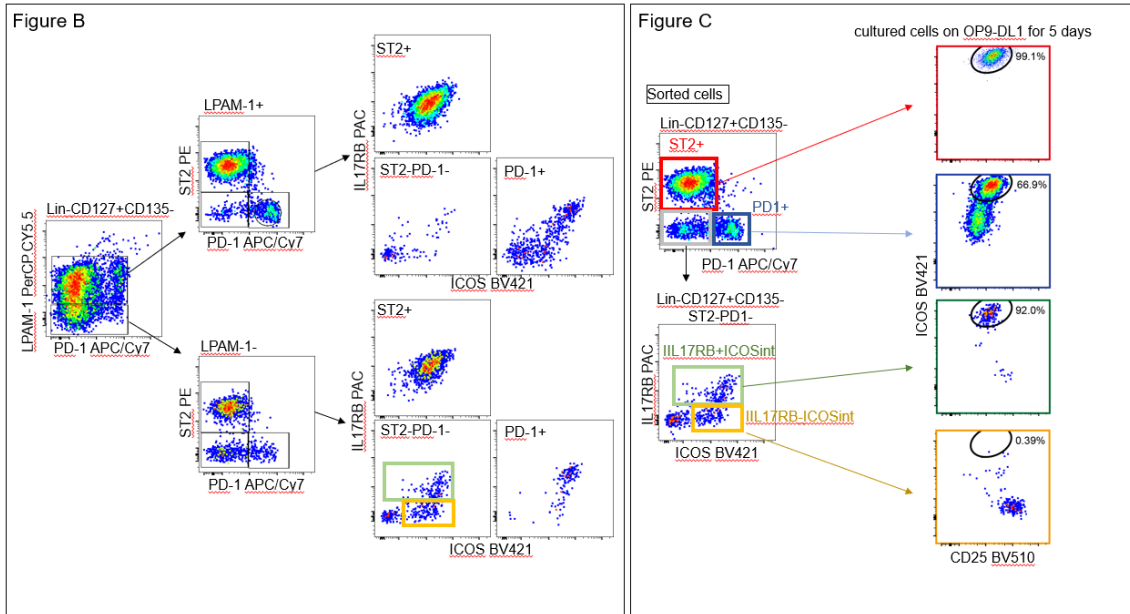 Figure B
ST2+
LPAM-1+
IL17RB PAC
ST2 PE
ST2-PD-1-
PD-1+
Lin-CD127+CD135-
PD-1 APC/Cy7
LPAM-1 PerCP.CY5.5
ICOS BV421
PD-1 APC/Cy7
ST2+
LPAM-1-
IL17RB PAC
ST2 PE
ST2-PD-1-
PD-1+
PD-1 APC/Cy7
ICOS BV421
Figure C
cultured cells on OP9-DL1 for 5 days
99.1%
Sorted cells
Lin-CD127+CD135-
ST2+
ST2 PE
PD1+
66.9%
PD-1 APC/Cy7
ICOS BV421
Lin-CD127+CD135-
ST2-PD1-
92.0%
IIL17RB+ICOSint
IL17RB PAC
IIL17RB-ICOSint
0.39%
ICOS BV421
CD25 BV510